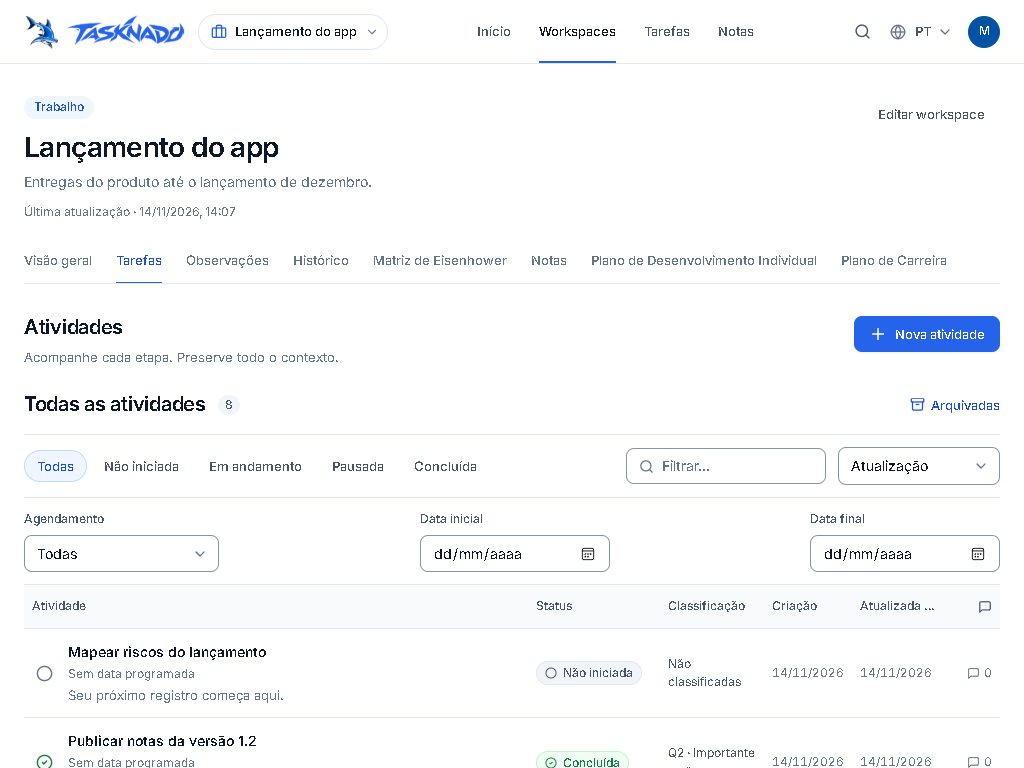 TASKNADO
Lançamento do app
Início
Workspaces
Tarefas
Notas
PT
M
Trabalho
Editar workspace
Lançamento do app
Entregas do produto até o lançamento de dezembro.
Última atualização · 14/11/2026, 14:07
Visão geral
Tarefas
Observações
Histórico
Matriz de Eisenhower
Notas
Plano de Desenvolvimento Individual
Plano de Carreira
Atividades
Nova atividade
Acompanhe cada etapa. Preserve todo o contexto.
Todas as atividades 8
Arquivadas
Todas
Não iniciada
Em andamento
Pausada
Concluída
Filtrar...
Atualização
Agendamento
Data inicial
Data final
Todas
dd/mm/aaaa
dd/mm/aaaa
Atividade
Status
Classificação
Criação
Atualizada ...
Mapear riscos do lançamento
Sem data programada
Seu próximo registro começa aqui.
Não iniciada
Não
classificadas
14/11/2026
14/11/2026
0
Publicar notas da versão 1.2
Sem data programada
Concluída
Q2 · Importante
14/11/2026
14/11/2026
0